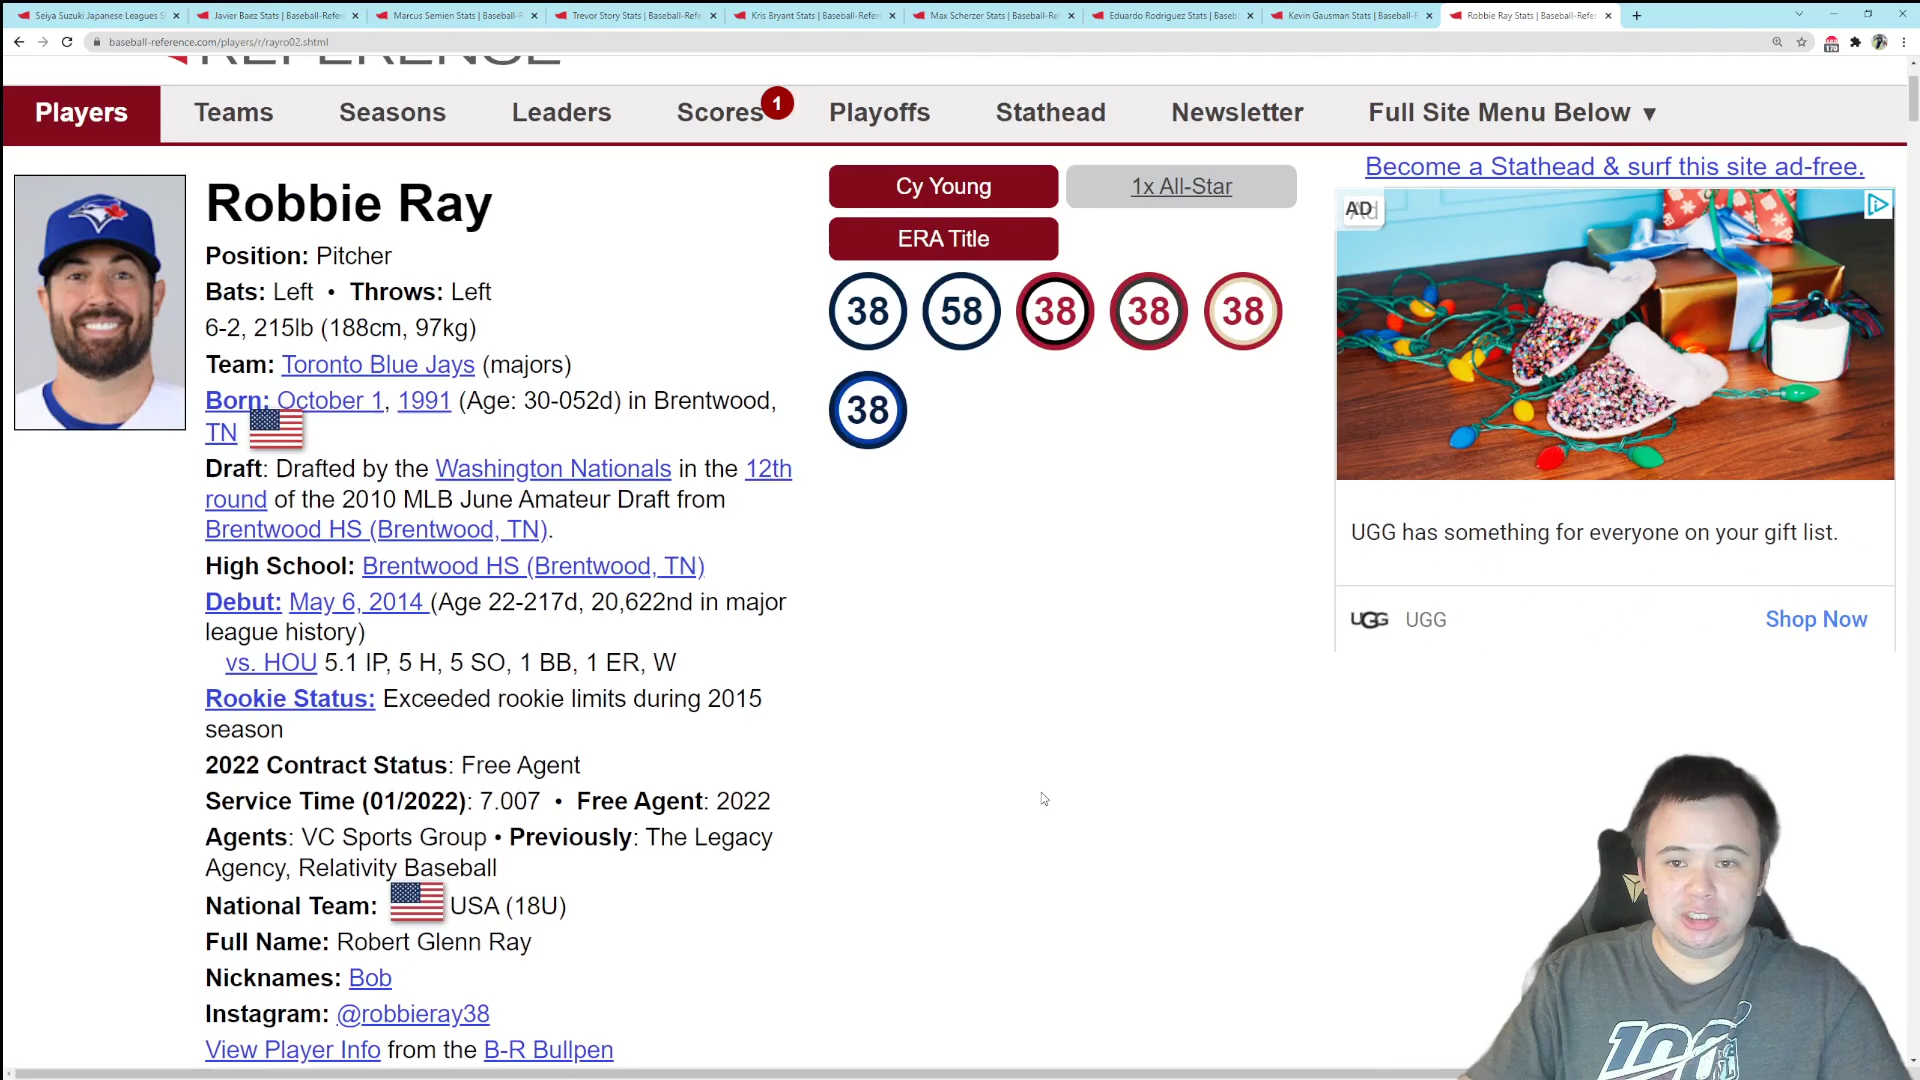 Seiya Suzuki Japanese Leagues S
Javier Baez Stats | Baseball-Refer
Marcus Semien Stats | Baseball-R
Trevor Story Stats | Baseball-Refe
Kris Bryant Stats | Baseball-Refer
Max Scherzer Stats | Baseball-Ref
Eduardo Rodriguez Stats | Baseb
Kevin Gausman Stats | Baseball-R
Robbie Ray Stats | Baseball-Refer
baseball-reference.com/players/r/rayro02.shtml
170
REFERENCE
Players Teams Seasons Leaders Scores 1 Playoffs Stathead Newsletter Full Site Menu Below ▼
Robbie Ray
Position: Pitcher
Bats: Left • Throws: Left
6-2, 215lb (188cm, 97kg)
Team: Toronto Blue Jays (majors)
Born: October 1, 1991 (Age: 30-052d) in Brentwood,
TN
Draft: Drafted by the Washington Nationals in the 12th
round of the 2010 MLB June Amateur Draft from
Brentwood HS (Brentwood, TN).
High School: Brentwood HS (Brentwood, TN)
Debut: May 6, 2014 (Age 22-217d, 20,622nd in major
league history)
vs. HOU 5.1 IP, 5 H, 5 SO, 1 BB, 1 ER, W
Rookie Status: Exceeded rookie limits during 2015
season
2022 Contract Status: Free Agent
Service Time (01/2022): 7.007 • Free Agent: 2022
Agents: VC Sports Group • Previously: The Legacy
Agency, Relativity Baseball
National Team: USA (18U)
Full Name: Robert Glenn Ray
Nicknames: Bob
Instagram: @robbieray38
View Player Info from the B-R Bullpen
Cy Young 1x All-Star
ERA Title
38 58 38 38 38
38
Become a Stathead & surf this site ad-free.
AD
UGG has something for everyone on your gift list.
UGG UGG Shop Now
100